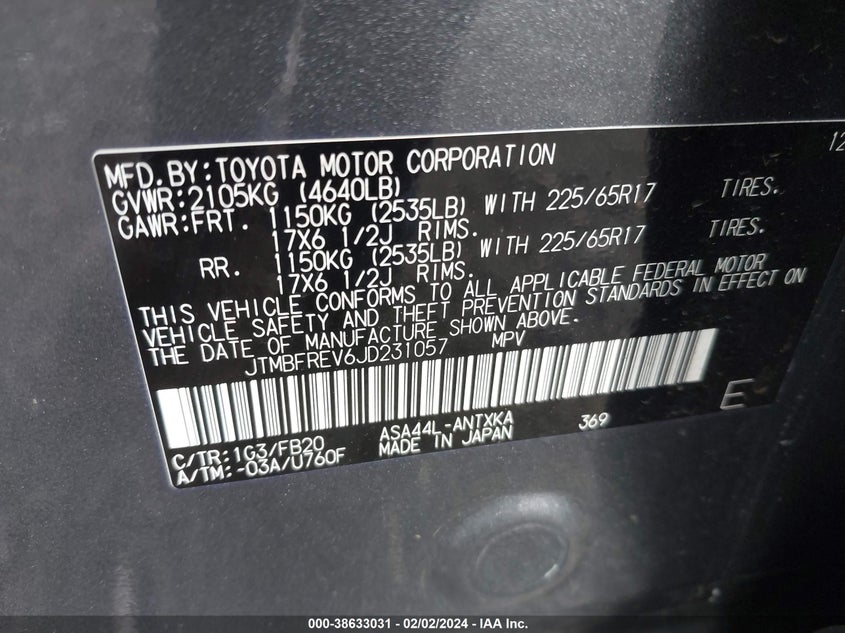 12
MFD.BY:TOYOTA MOTOR CORPORATION
GVWR:2105KG (4640LB)
GAWR:FRT. 1150KG (2535LB) WITH 225/65R17 TIRES.
17X6 1/2J RIMS.
RR. 1150KG (2535LB) WITH 225/65R17 TIRES.
17X6 1/2J RIMS.
THIS VEHICLE CONFORMS TO ALL APPLICABLE FEDERAL MOTOR
VEHICLE SAFETY AND THEFT PREVENTION STANDARDS IN EFFECT ON
THE DATE OF MANUFACTURE SHOWN ABOVE.
JTMBFREV6JD231057 MPV
E
C/TR:1G3/FB20 ASA44L-ANTXKA 369
A/TM:-03A/U760F MADE IN JAPAN
000-38633031 - 02/02/2024 - IAA Inc.